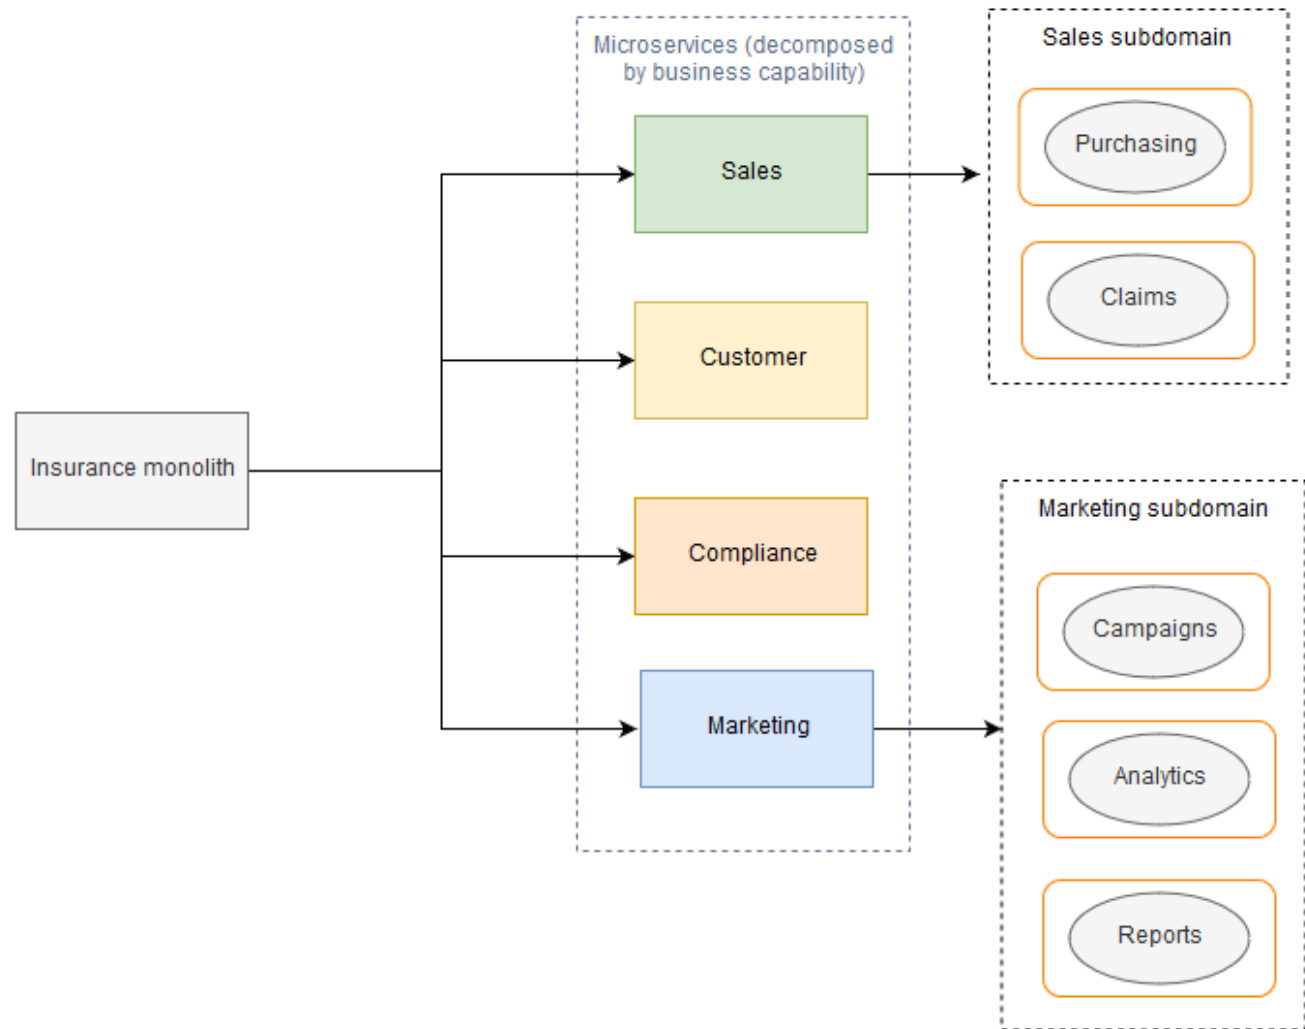 Insurance monolith
Microservices (decomposed
by business capability)
Sales
Customer
Compliance
Marketing
Sales subdomain
Purchasing
Claims
Marketing subdomain
Campaigns
Analytics
Reports